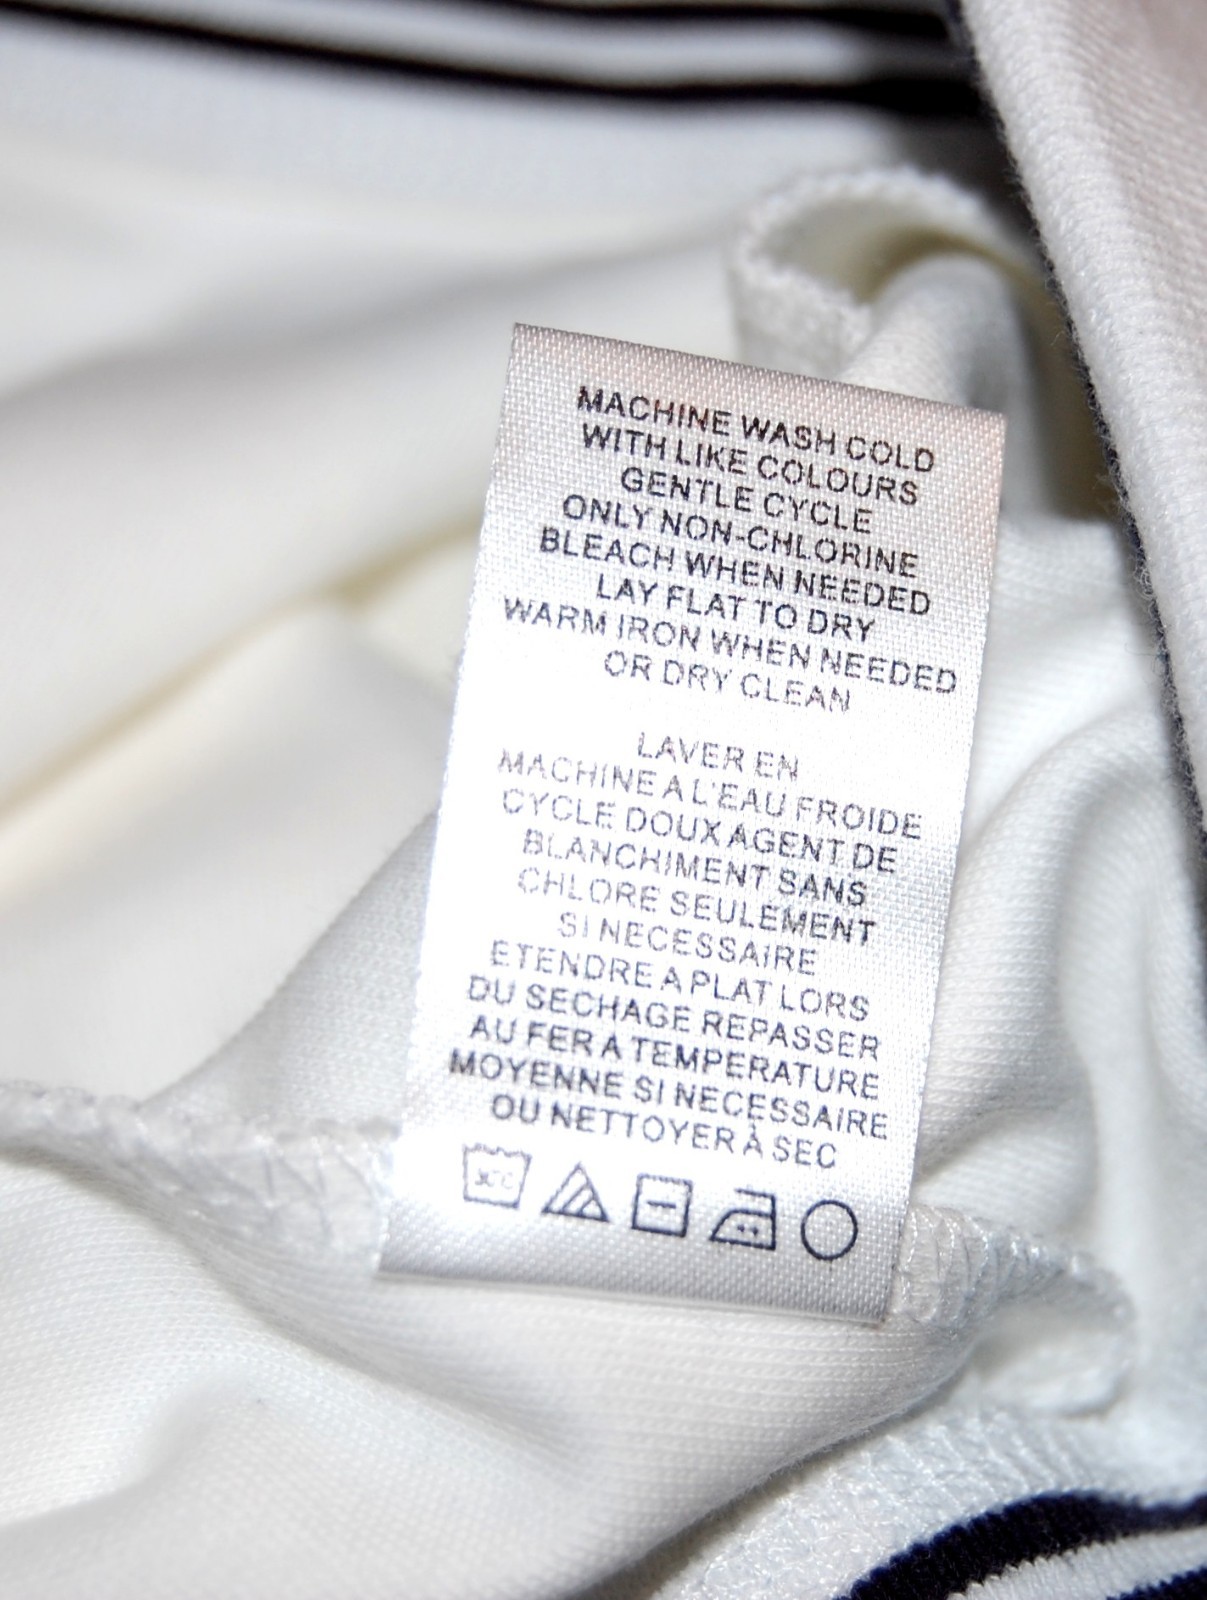 MACHINE WASH COLD
WITH LIKE COLOURS
GENTLE CYCLE
ONLY NON-CHLORINE
BLEACH WHEN NEEDED
LAY FLAT TO DRY
WARM IRON WHEN NEEDED
OR DRY CLEAN
LAVER EN
MACHINE A L'EAU FROIDE
CYCLE DOUX AGENT DE
BLANCHIMENT SANS
CHLORE SEULEMENT
SI NECESSAIRE
ETENDRE A PLAT LORS
DU SECHAGE REPASSER
AU FER A TEMPERATURE
MOYENNE SI NECESSAIRE
OU NETTOYER À SEC